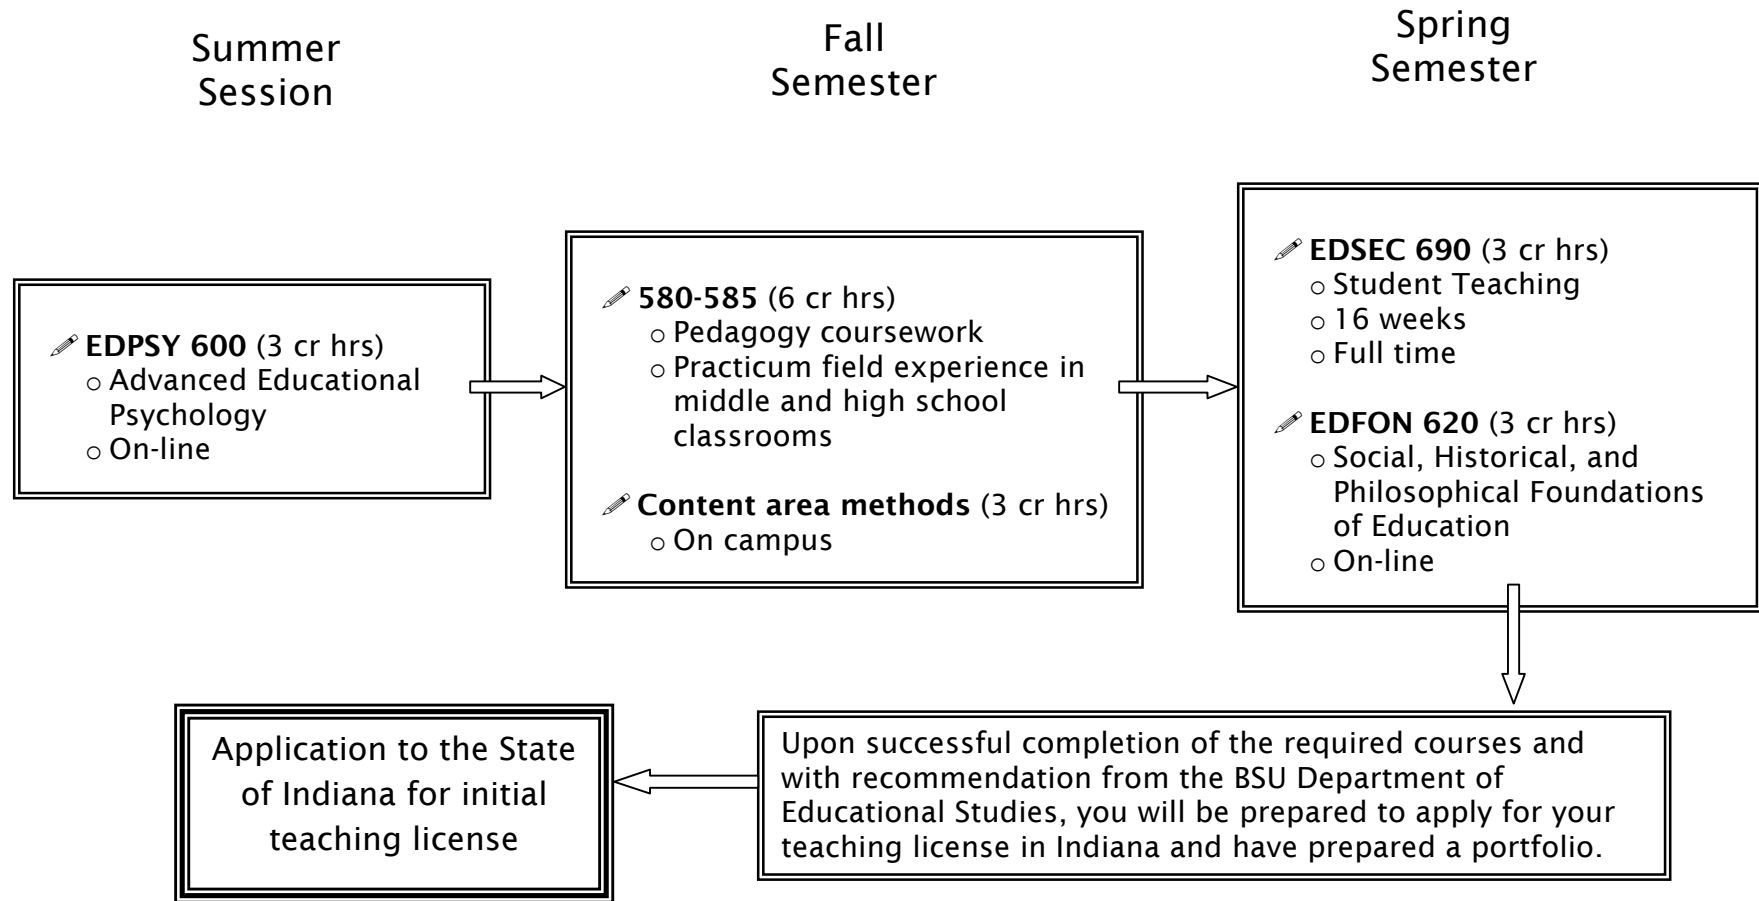 Summer
Session
Fall
Semester
Spring
Semester
EDPSY 600 (3 cr hrs)
○ Advanced Educational
Psychology
○ On-line
580-585 (6 cr hrs)
○ Pedagogy coursework
○ Practicum field experience in
middle and high school
classrooms
Content area methods (3 cr hrs)
○ On campus
EDSEC 690 (3 cr hrs)
○ Student Teaching
○ 16 weeks
○ Full time
EDFON 620 (3 cr hrs)
○ Social, Historical, and
Philosophical Foundations
of Education
○ On-line
Upon successful completion of the required courses and
with recommendation from the BSU Department of
Educational Studies, you will be prepared to apply for your
teaching license in Indiana and have prepared a portfolio.
Application to the State
of Indiana for initial
teaching license